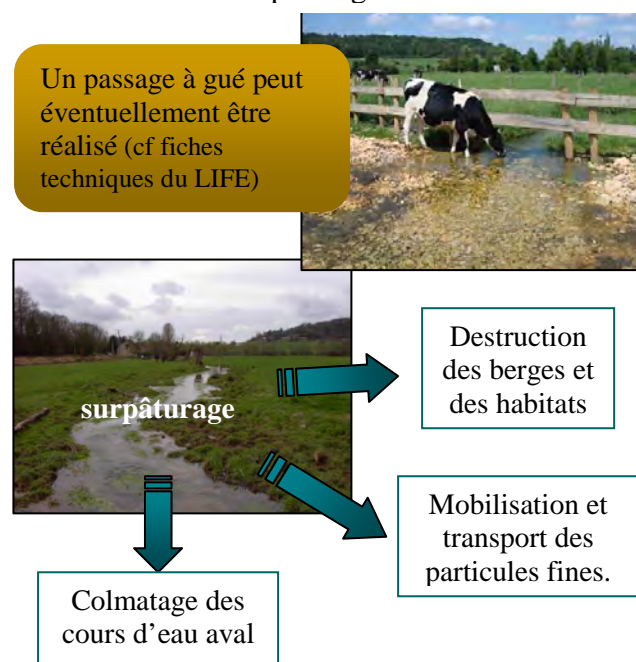 Un passage à gué peut
éventuellement être
réalisé (cf fiches
techniques du LIFE)
surpâturage
Destruction
des berges et
des habitats
Mobilisation et
transport des
particules fines.
Colmatage des
cours d’eau aval